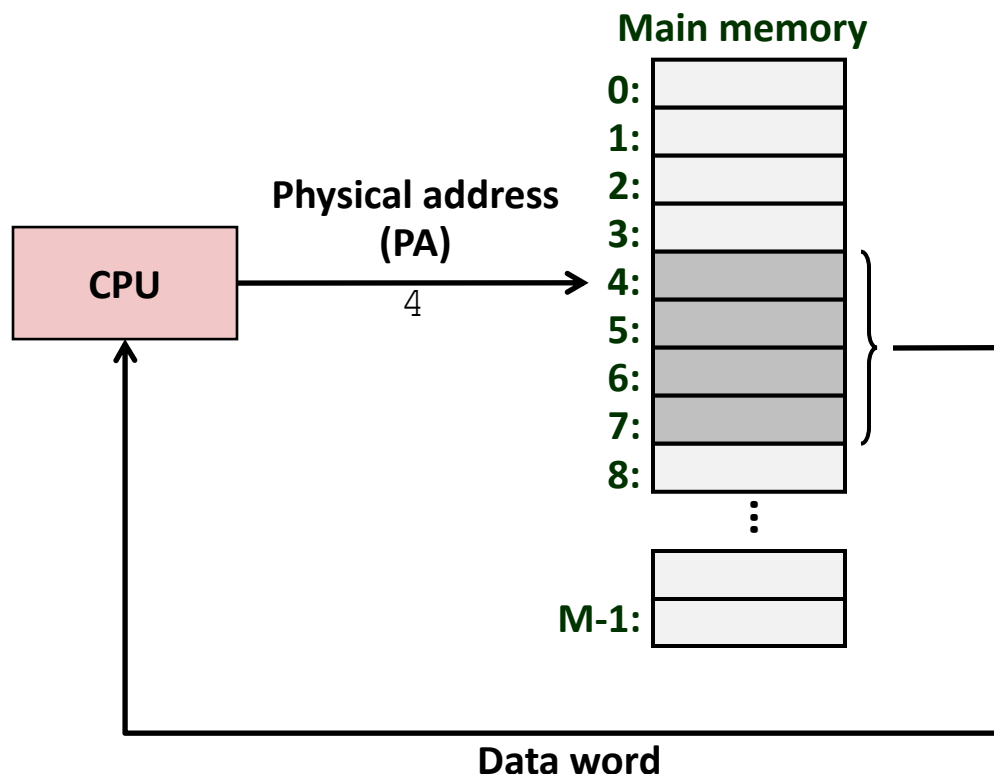 Main memory
0:
1:
2:
Physical address
(PA)
3:
CPU
4
4:
5:
6:
7:
8:
⋮
M-1:
Data word